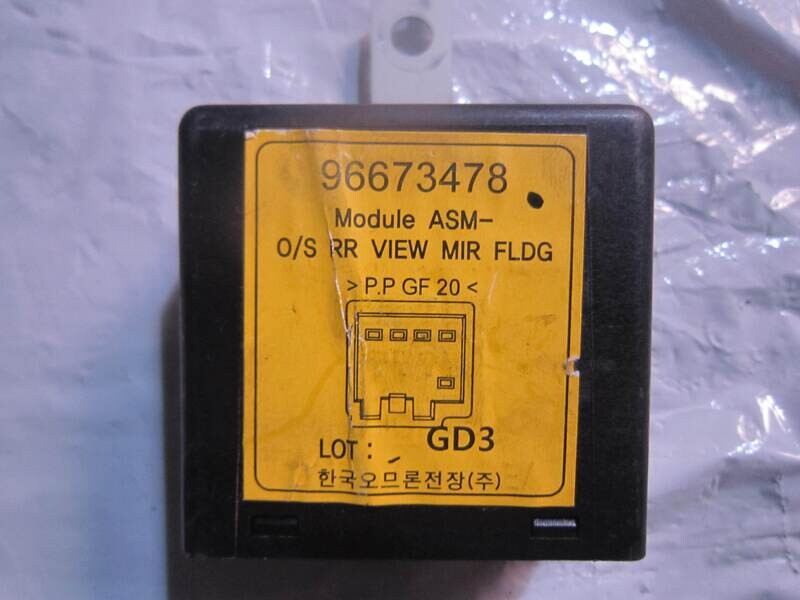 96673478
Module ASM-
O/S RR VIEW MIR FLDG
> P.P GF 20 <
LOT : GD3
한국오므론전장(주)